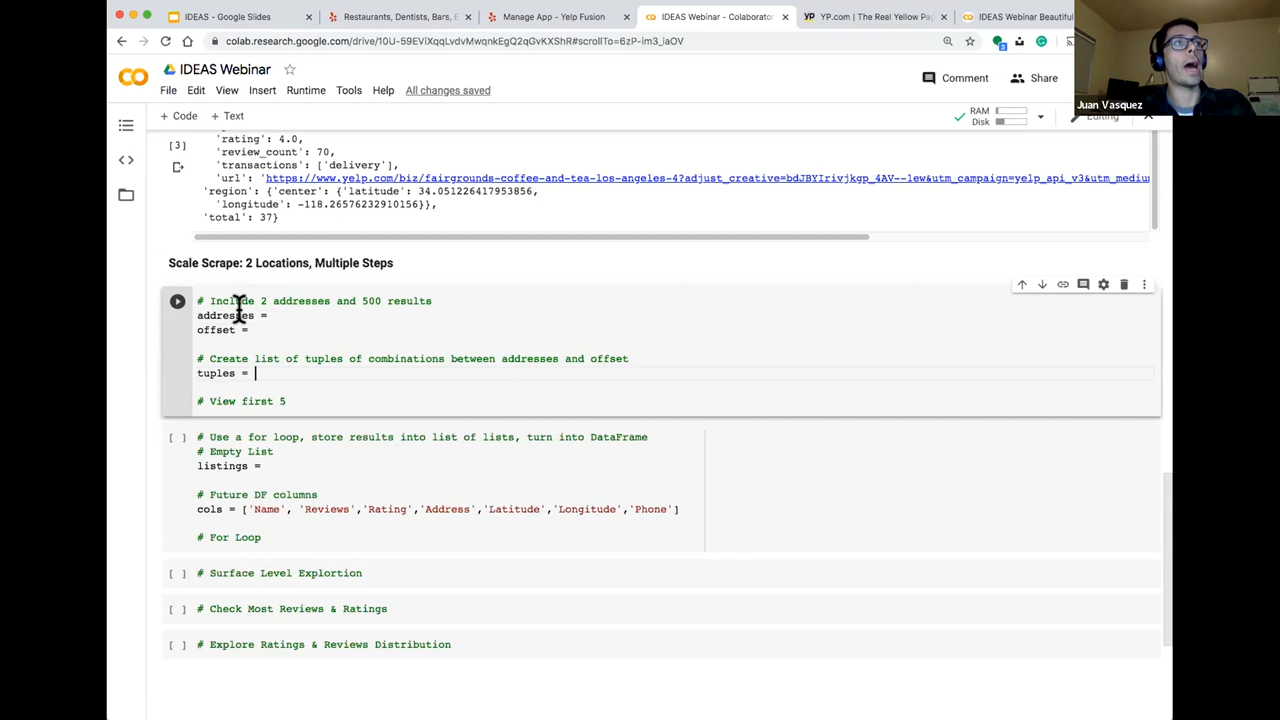 IDEAS - Google Slides
Restaurants, Dentists, Bars, E
Manage App - Yelp Fusion
IDEAS Webinar - Colaborator
YP.com | The Real Yellow Pa
IDEAS Webinar Beautiful
colab.research.google.com/drive/10U-59EViXqqLvdvMwqnkEgQ2qGvKXShR#scrollTo=6zP-im3_iaOV
IDEAS Webinar
File Edit View Insert Runtime Tools Help All changes saved
Comment
Share
Juan Vasquez
+ Code + Text
RAM
Disk
Editing
'rating': 4.0,
[3] 'review_count': 70,
'transactions': ['delivery'],
'url': 'https://www.yelp.com/biz/fairgrounds-coffee-and-tea-los-angeles-4?adjust_creative=bdJBYIrivjkgp_4AV--1ew&utm_campaign=yelp_api_v3&utm_mediu
'region': {'center': {'latitude': 34.051226417953856,
'longitude': -118.26576232910156}},
'total': 37}
Scale Scrape: 2 Locations, Multiple Steps
# Include 2 addresses and 500 results
addresses =
offset =
# Create list of tuples of combinations between addresses and offset
tuples =
# View first 5
[ ] # Use a for loop, store results into list of lists, turn into DataFrame
# Empty List
listings =
# Future DF columns
cols = ['Name', 'Reviews','Rating','Address','Latitude','Longitude','Phone']
# For Loop
[ ] # Surface Level Explortion
[ ] # Check Most Reviews & Ratings
[ ] # Explore Ratings & Reviews Distribution